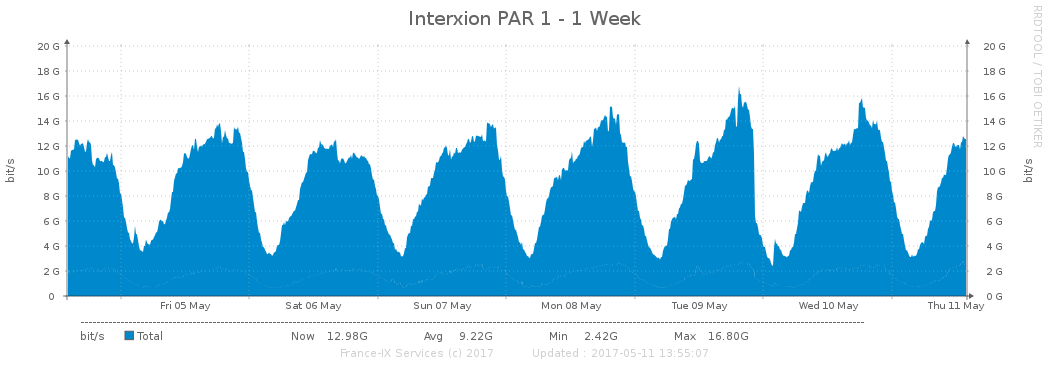 Interxion PAR 1 - 1 Week
RRDTOOL / TOBI OETIKER
20 G 20 G
18 G 18 G
16 G 16 G
14 G 14 G
12 G 12 G
10 G 10 G
8 G 8 G
6 G 6 G
4 G 4 G
2 G 2 G
0 0 G
bit/s bit/s
Fri 05 May Sat 06 May Sun 07 May Mon 08 May Tue 09 May Wed 10 May Thu 11 May
bit/s Total Now 12.98G Avg 9.22G Min 2.42G Max 16.80G
France-IX Services (c) 2017 Updated : 2017-05-11 13:55:07